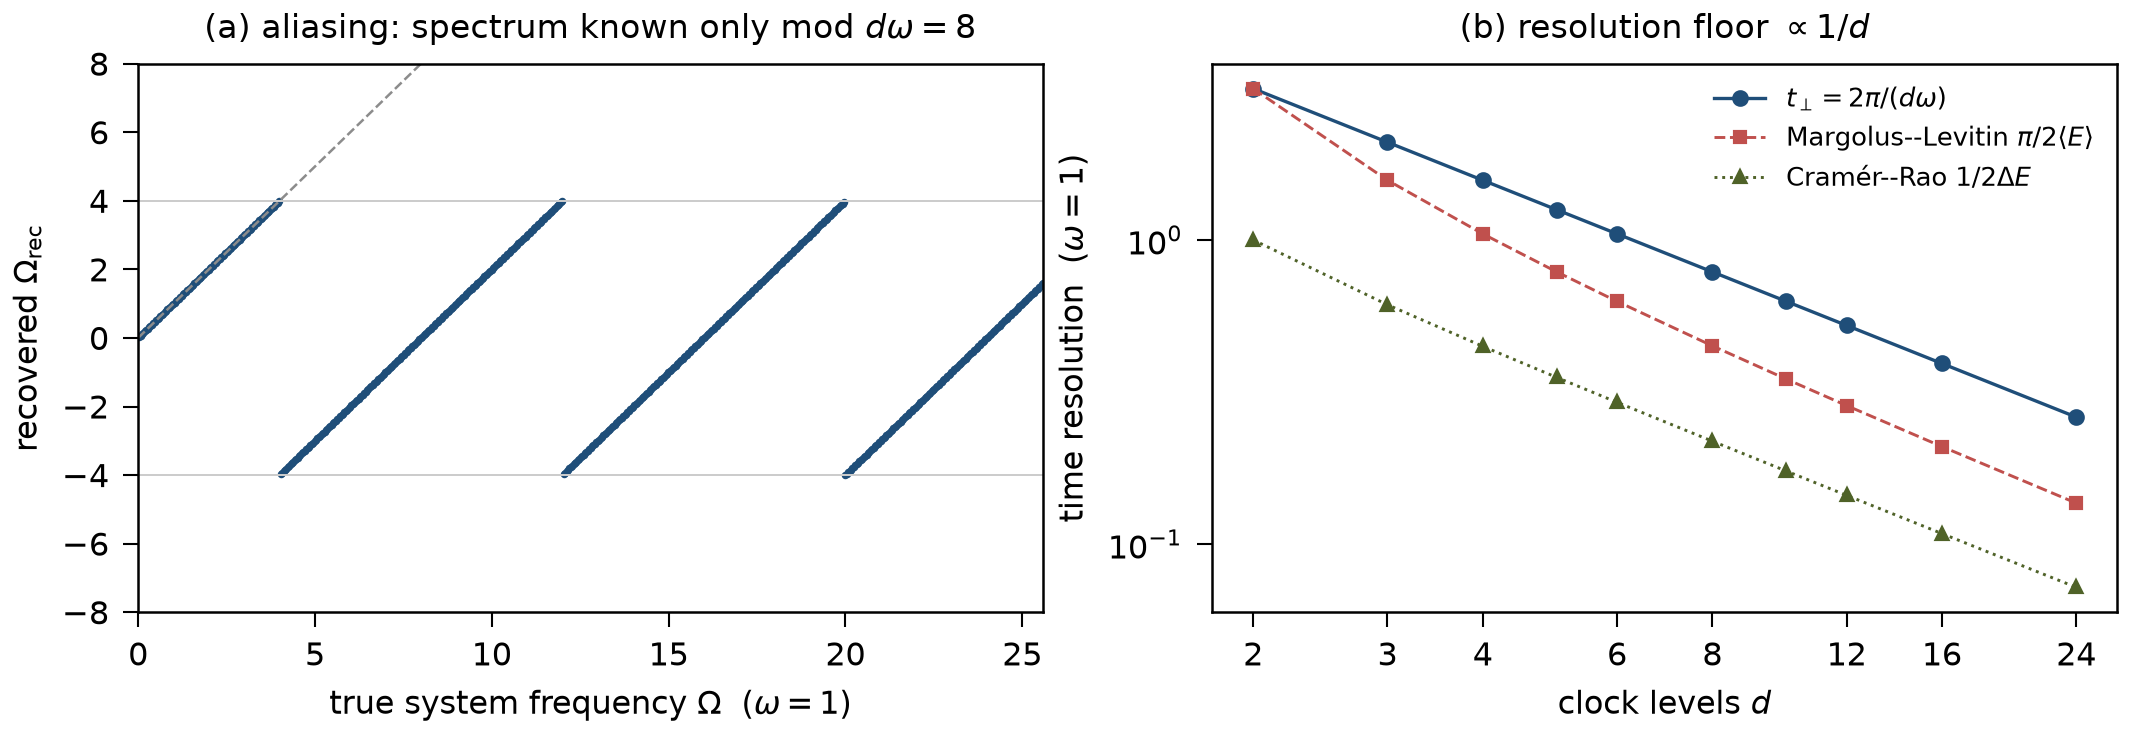 (a) aliasing: spectrum known only mod dω = 8
8
6
4
2
0
−2
−4
−6
−8
recovered Ω_rec
0 5 10 15 20 25
true system frequency Ω (ω = 1)
(b) resolution floor ∝ 1/d
t_⊥ = 2π/(dω)
Margolus--Levitin π/2⟨E⟩
Cramér--Rao 1/2ΔE
10⁰
10⁻¹
time resolution (ω = 1)
2 3 4 6 8 12 16 24
clock levels d